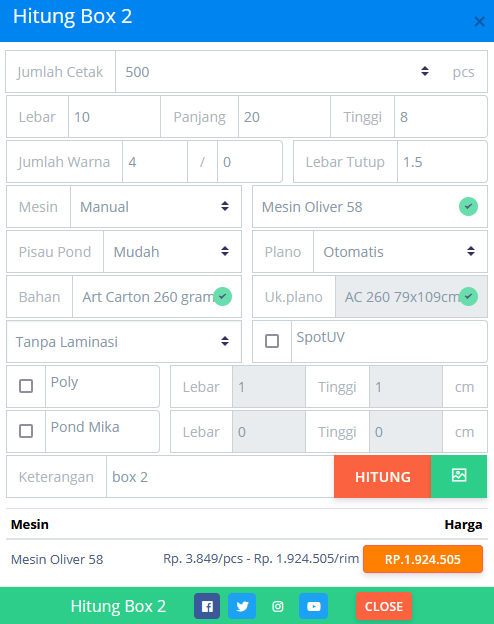 Hitung Box 2
Jumlah Cetak 500 pcs
Lebar 10 Panjang 20 Tinggi 8
Jumlah Warna 4 / 0 Lebar Tutup 1.5
Mesin Manual Mesin Oliver 58
Pisau Pond Mudah Plano Otomatis
Bahan Art Carton 260 gram Uk.plano AC 260 79x109cm
Tanpa Laminasi SpotUV
Poly Lebar 1 Tinggi 1 cm
Pond Mika Lebar 0 Tinggi 0 cm
Keterangan box 2 HITUNG
Mesin Harga
Mesin Oliver 58 Rp. 3.849/pcs - Rp. 1.924.505/rim RP.1.924.505
Hitung Box 2 CLOSE